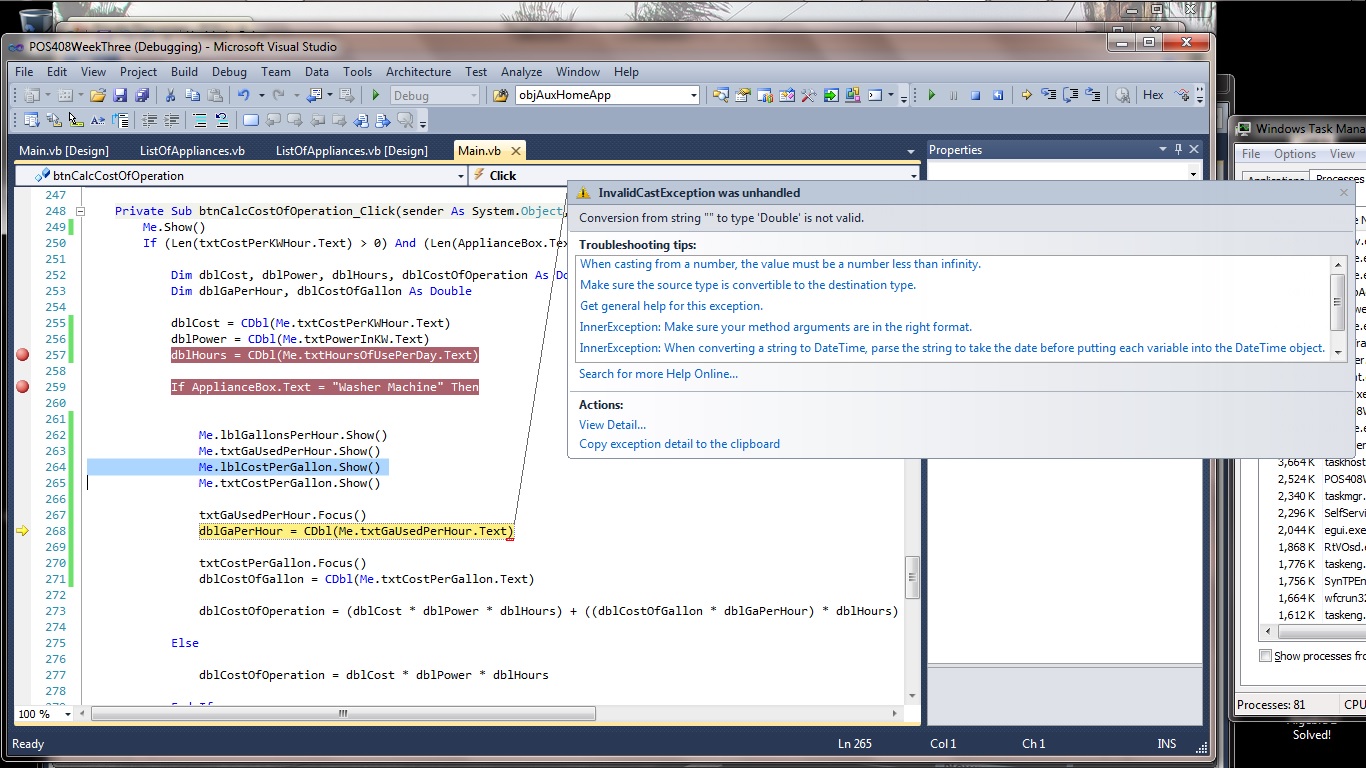 POS408WeekThree (Debugging) - Microsoft Visual Studio
File Edit View Project Build Debug Team Data Tools Architecture Test Analyze Window Help
Debug objAuxHomeApp Hex
Main.vb [Design] ListOfAppliances.vb ListOfAppliances.vb [Design] Main.vb
btnCalcCostOfOperation Click
247
248 Private Sub btnCalcCostOfOperation_Click(sender As System.Object,
249 Me.Show()
250 If (Len(txtCostPerKWHour.Text) > 0) And (Len(ApplianceBox.Tex
251
252 Dim dblCost, dblPower, dblHours, dblCostOfOperation As Do
253 Dim dblGaPerHour, dblCostOfGallon As Double
254
255 dblCost = CDbl(Me.txtCostPerKWHour.Text)
256 dblPower = CDbl(Me.txtPowerInKW.Text)
257 dblHours = CDbl(Me.txtHoursOfUsePerDay.Text)
258
259 If ApplianceBox.Text = "Washer Machine" Then
260
261
262 Me.lblGallonsPerHour.Show()
263 Me.txtGaUsedPerHour.Show()
264 Me.lblCostPerGallon.Show()
265 Me.txtCostPerGallon.Show()
266
267 txtGaUsedPerHour.Focus()
268 dblGaPerHour = CDbl(Me.txtGaUsedPerHour.Text)
269
270 txtCostPerGallon.Focus()
271 dblCostOfGallon = CDbl(Me.txtCostPerGallon.Text)
272
273 dblCostOfOperation = (dblCost * dblPower * dblHours) + ((dblCostOfGallon * dblGaPerHour) * dblHours)
274
275 Else
276
277 dblCostOfOperation = dblCost * dblPower * dblHours
278
100 %
Ready Ln 265 Col 1 Ch 1 INS
Properties
InvalidCastException was unhandled
Conversion from string "" to type 'Double' is not valid.
Troubleshooting tips:
When casting from a number, the value must be a number less than infinity.
Make sure the source type is convertible to the destination type.
Get general help for this exception.
InnerException: Make sure your method arguments are in the right format.
InnerException: When converting a string to DateTime, parse the string to take the date before putting each variable into the DateTime object.
Search for more Help Online...
Actions:
View Detail...
Copy exception detail to the clipboard
Windows Task Mana
File Options View
Applications Processes
3,664 K taskhost
2,524 K POS408W
2,340 K taskmgr.
2,296 K SelfServi
2,044 K egui.exe
1,868 K RtVOsd.e
1,776 K taskeng.
1,756 K SynTPEn
1,664 K wfcrun32
1,612 K taskeng.
Show processes fro
Processes: 81 CPU
Solved!